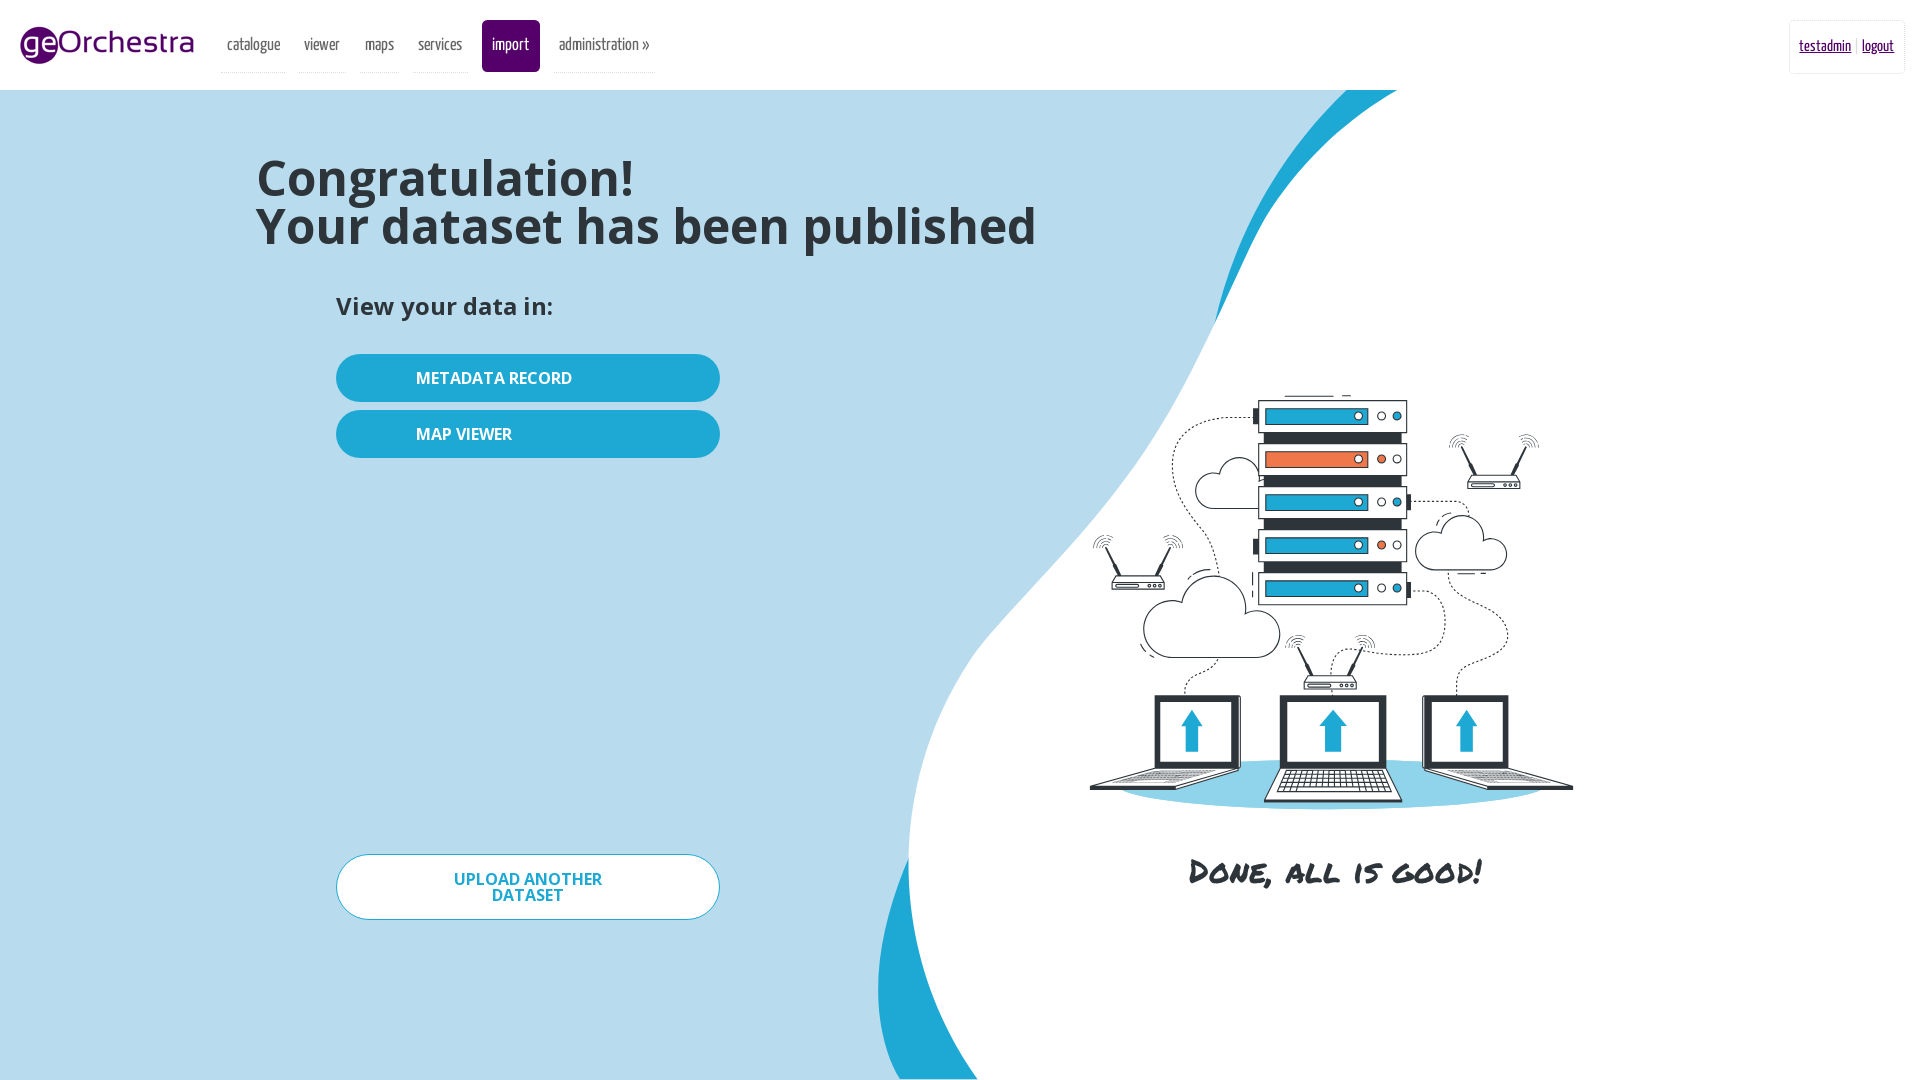 geOrchestra
catalogue
viewer
maps
services
import
administration »
testadmin | logout
Congratulation!
Your dataset has been published
View your data in:
METADATA RECORD
MAP VIEWER
UPLOAD ANOTHER
DATASET
Done, all is good!